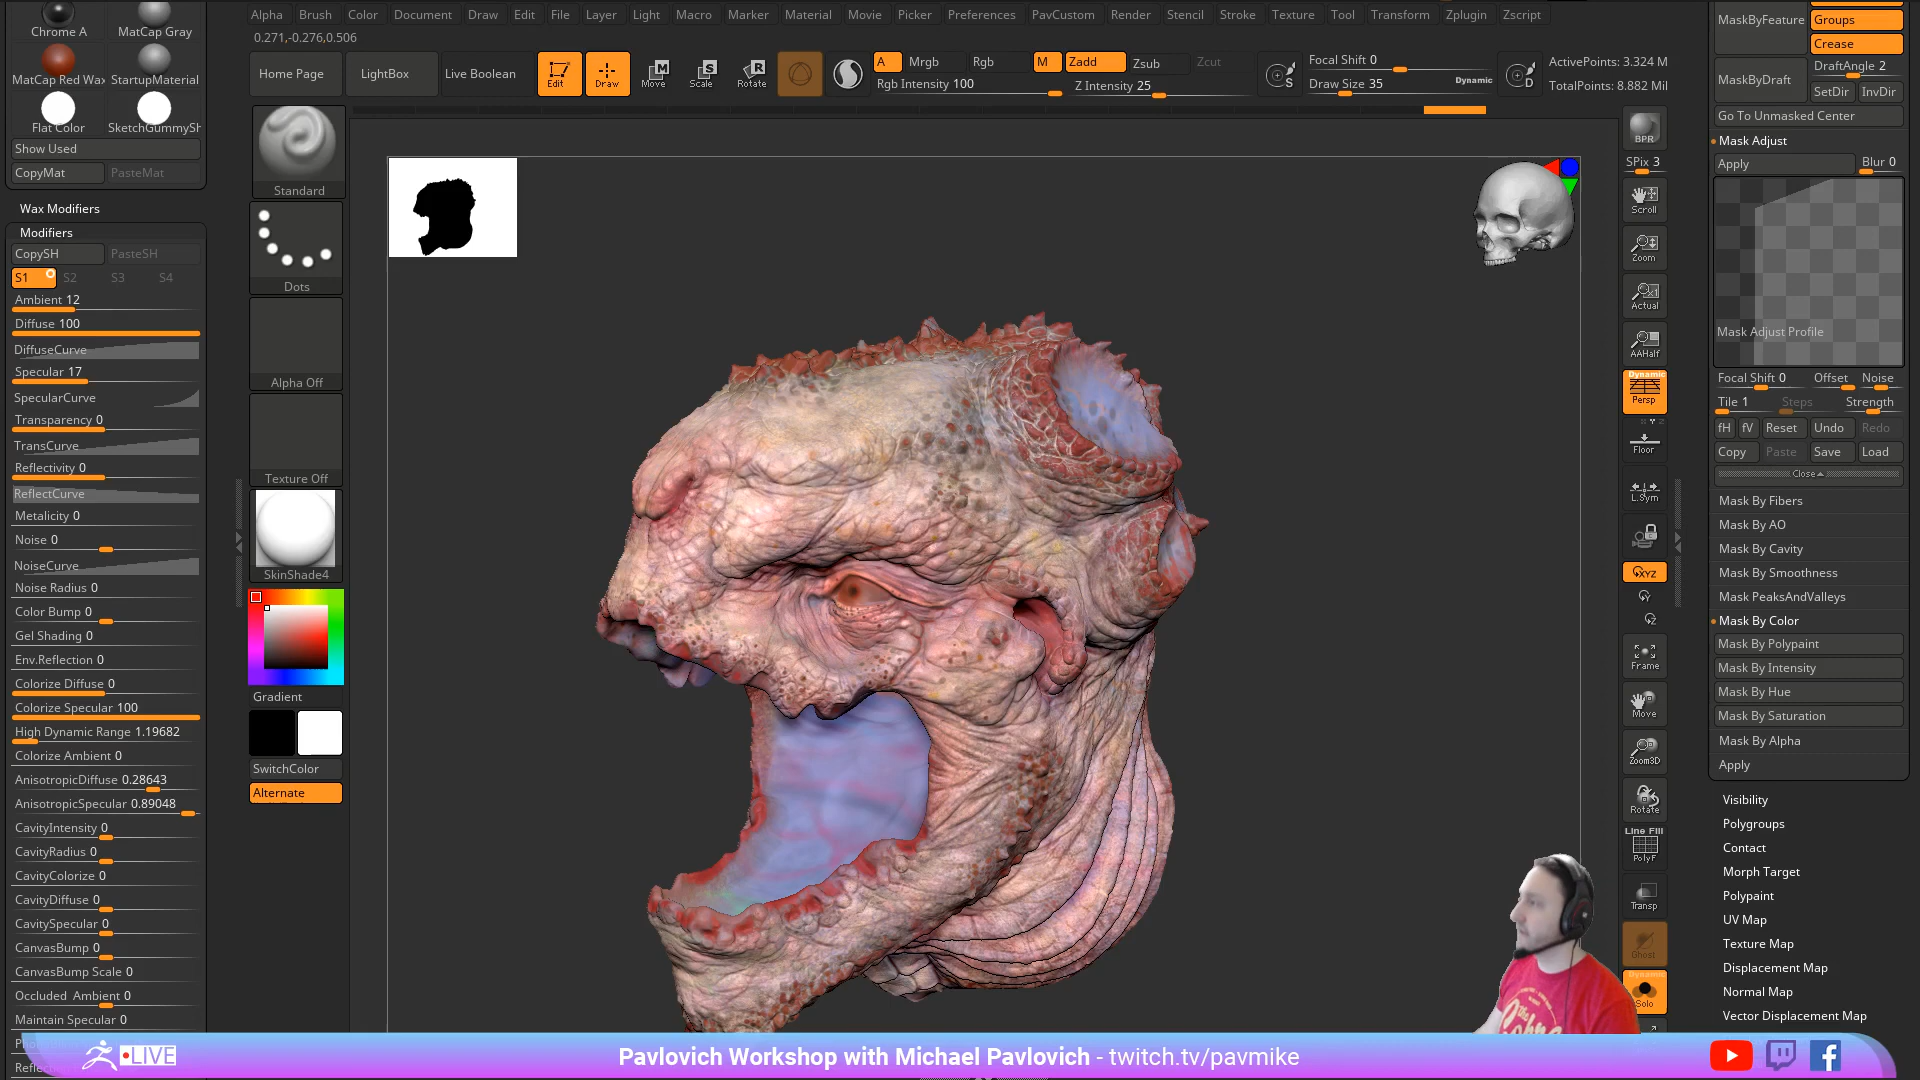 Alpha Brush Color Document Draw Edit File Layer Light Macro Marker Material Movie Picker Preferences PavCustom Render Stencil Stroke Texture Tool Transform Zplugin Zscript
0.271,-0.276,0.506
Home Page LightBox Live Boolean Edit Draw Move Scale Rotate
A Mrgb Rgb M Zadd Zsub Zcut
Rgb Intensity 100 Z Intensity 25
Focal Shift 0
Draw Size 35 Dynamic
ActivePoints: 3.324 M
TotalPoints: 8.882 Mil
Chrome A MatCap Gray
MatCap Red Wax StartupMaterial
Flat Color SketchGummySh
Show Used
CopyMat PasteMat
Wax Modifiers
Modifiers
CopySH PasteSH
S1 S2 S3 S4
Ambient 12
Diffuse 100
DiffuseCurve
Specular 17
SpecularCurve
Transparency 0
TransCurve
Reflectivity 0
ReflectCurve
Metalicity 0
Noise 0
NoiseCurve
Noise Radius 0
Color Bump 0
Gel Shading 0
Env.Reflection 0
Colorize Diffuse 0
Colorize Specular 100
High Dynamic Range 1.19682
Colorize Ambient 0
AnisotropicDiffuse 0.28643
AnisotropicSpecular 0.89048
CavityIntensity 0
CavityRadius 0
CavityColorize 0
CavityDiffuse 0
CavitySpecular 0
CanvasBump 0
CanvasBump Scale 0
Occluded Ambient 0
Maintain Specular 0
Standard
Dots
Alpha Off
Texture Off
SkinShade4
Gradient
SwitchColor
Alternate
BPR
SPix 3
Scroll
Zoom
Actual
AAHalf
Dynamic
Persp
Floor
L.Sym
XYZ
Y
Z
Frame
Move
Zoom3D
Rotate
Line Fill
PolyF
Transp
Ghost
Dynamic
Solo
MaskByFeature Groups
Crease
MaskByDraft DraftAngle 2
SetDir InvDir
Go To Unmasked Center
Mask Adjust
Apply Blur 0
Mask Adjust Profile
Focal Shift 0 Offset Noise
Tile 1 Steps Strength
fH fV Reset Undo Redo
Copy Paste Save Load
Close
Mask By Fibers
Mask By AO
Mask By Cavity
Mask By Smoothness
Mask PeaksAndValleys
Mask By Color
Mask By Polypaint
Mask By Intensity
Mask By Hue
Mask By Saturation
Mask By Alpha
Apply
Visibility
Polygroups
Contact
Morph Target
Polypaint
UV Map
Texture Map
Displacement Map
Normal Map
Vector Displacement Map
LIVE
Pavlovich Workshop with Michael Pavlovich - twitch.tv/pavmike